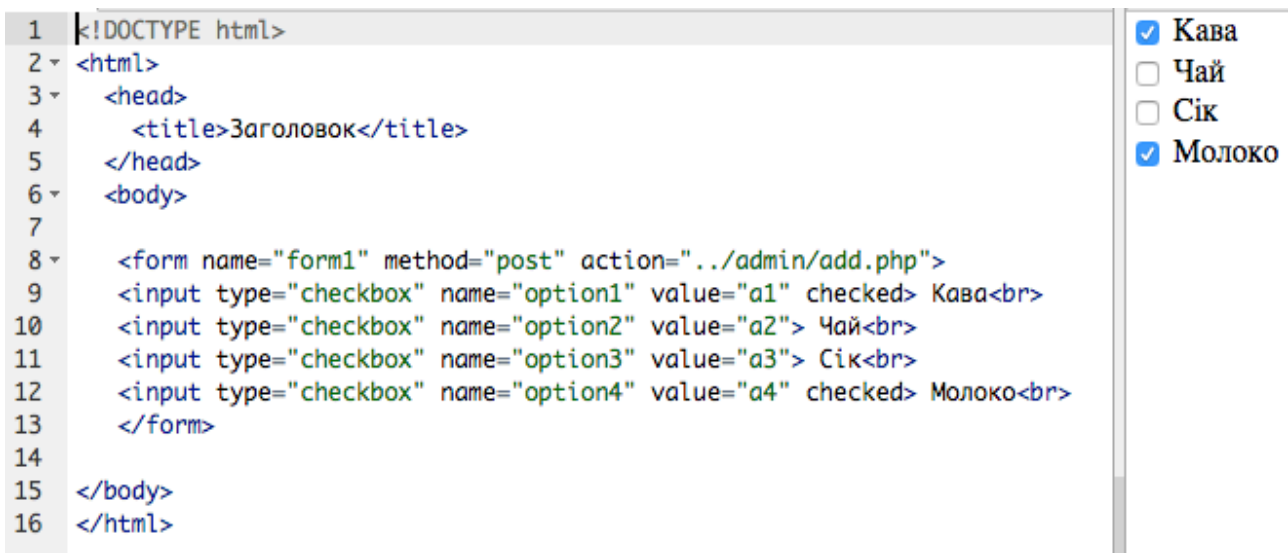 1 <!DOCTYPE html>
2 <html>
3 <head>
4 <title>Заголовок</title>
5 </head>
6 <body>
7
8 <form name="form1" method="post" action="../admin/add.php">
9 <input type="checkbox" name="option1" value="a1" checked> Кава<br>
10 <input type="checkbox" name="option2" value="a2"> Чай<br>
11 <input type="checkbox" name="option3" value="a3"> Сік<br>
12 <input type="checkbox" name="option4" value="a4" checked> Молоко<br>
13 </form>
14
15 </body>
16 </html>
Кава
Чай
Сік
Молоко